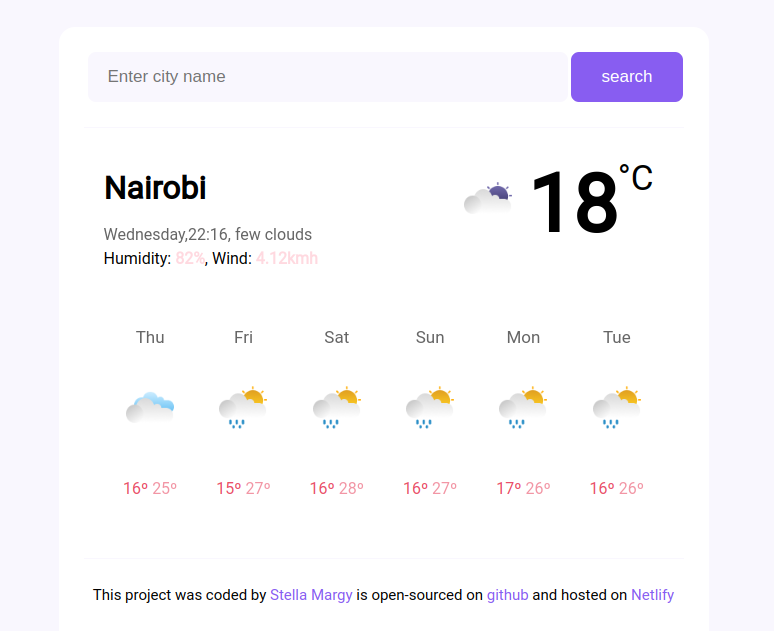 Enter city name
search
Nairobi
18°C
Wednesday,22:16, few clouds
Humidity: 82%, Wind: 4.12kmh
Thu Fri Sat Sun Mon Tue
16º 25º 15º 27º 16º 28º 16º 27º 17º 26º 16º 26º
This project was coded by Stella Margy is open-sourced on github and hosted on Netlify